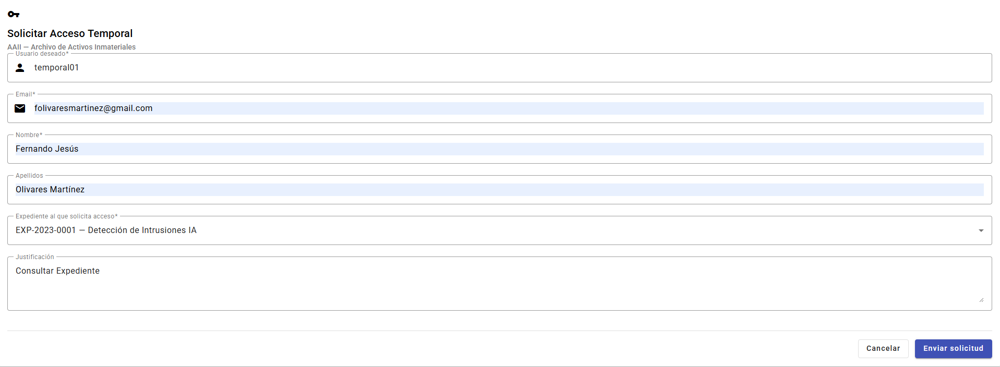 Solicitar Acceso Temporal
AAII — Archivo de Activos Inmateriales
Usuario deseado*
temporal01
Email*
folivaresmartinez@gmail.com
Nombre*
Fernando Jesús
Apellidos
Olivares Martínez
Expediente al que solicita acceso*
EXP-2023-0001 — Detección de Intrusiones IA
Justificación
Consultar Expediente
Cancelar
Enviar solicitud